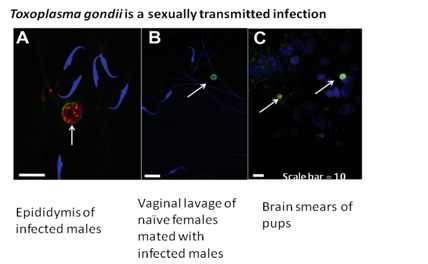 Toxoplasma gondii is a sexually transmitted infection
A
B
C
Scale bar = 10
Epididymis of
infected males
Vaginal lavage of
naïve females
mated with
infected males
Brain smears of
pups